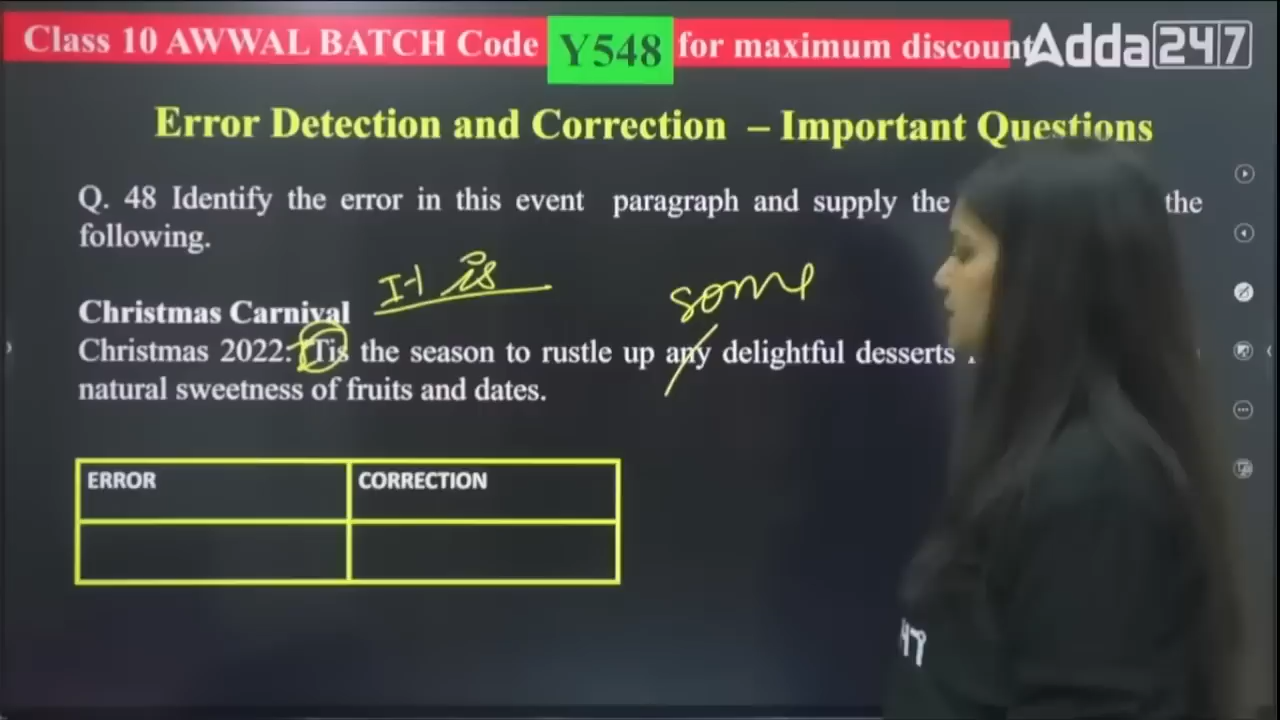 Class 10 AWWAL BATCH Code Y548 for maximum discount
Adda247
Error Detection and Correction – Important Questions
Q. 48 Identify the error in this event paragraph and supply the the
following.
It is
some
Christmas Carnival
Christmas 2022: 'Tis the season to rustle up any delightful desserts
natural sweetness of fruits and dates.
ERROR CORRECTION